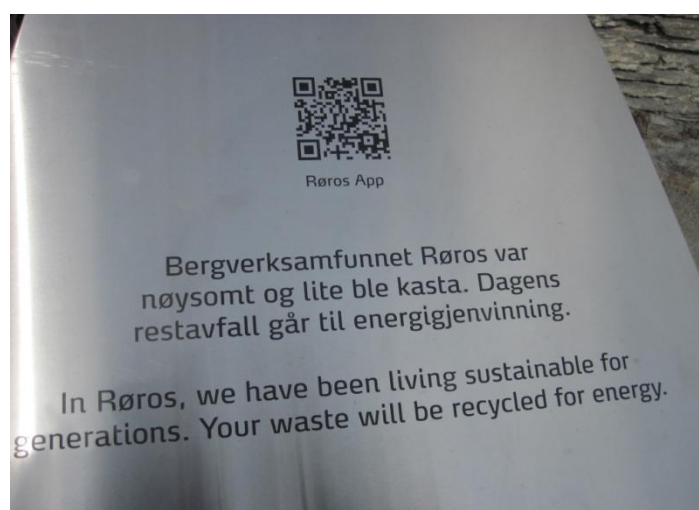 Røros App
Bergverksamfunnet Røros var
nøysomt og lite ble kasta. Dagens
restavfall går til energigjenvinning.
In Røros, we have been living sustainable for
generations. Your waste will be recycled for energy.